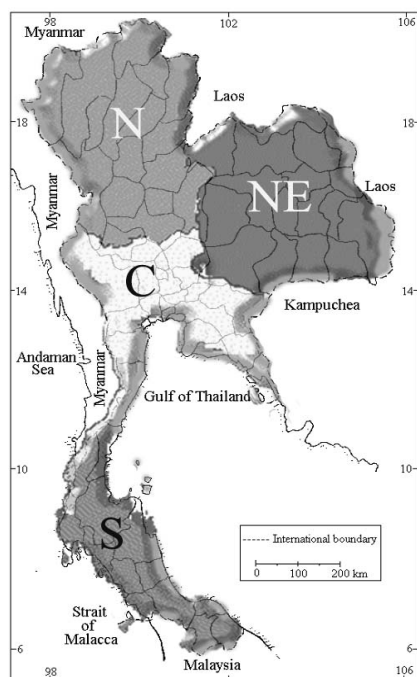 98
102
106
Myanmar
Laos
18
18
N
NE
Myanmar
Laos
C
14
14
Kampuchea
Andaman
Sea
Myanmar
Gulf of Thailand
10
10
S
International boundary
0 100 200 km
Strait
of
Malacca
6
6
Malaysia
98
102
106